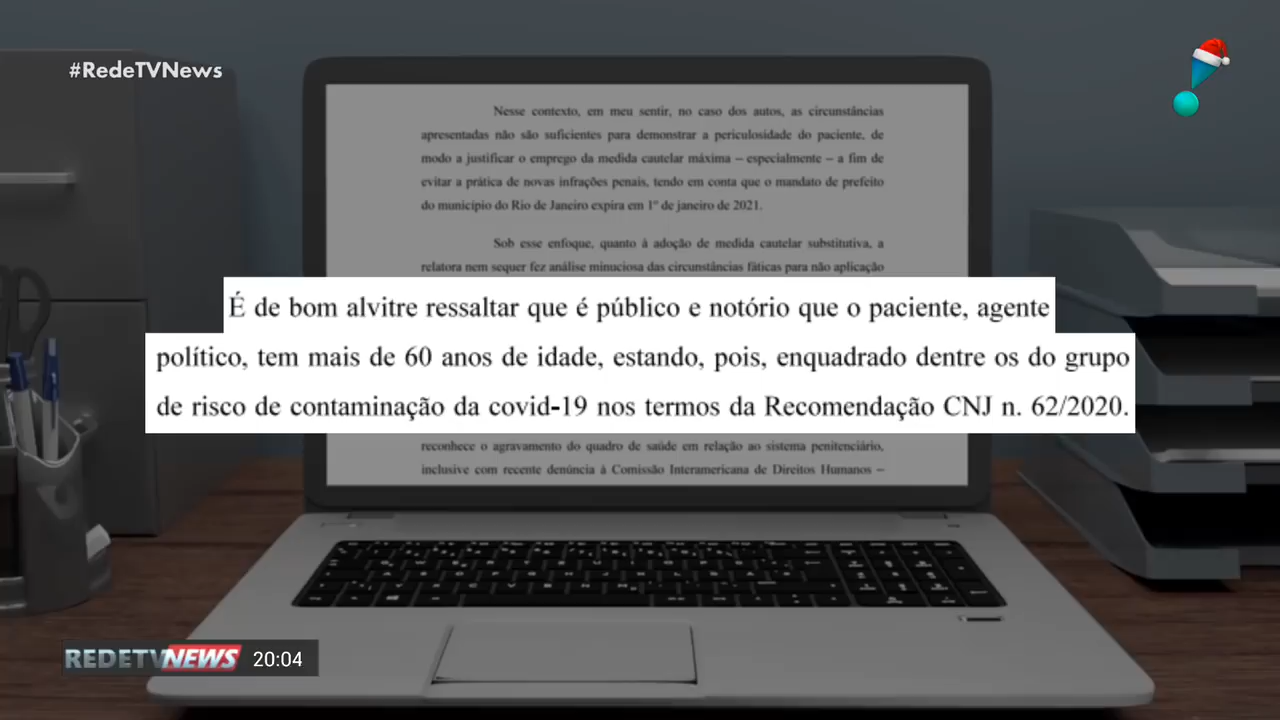 #RedeTVNews
Nesse contexto, em meu sentir, no caso dos autos, as circunstâncias
apresentadas não são suficientes para demonstrar a periculosidade do paciente, de
modo a justificar o emprego da medida cautelar máxima – especialmente – a fim de
evitar a prática de novas infrações penais, tendo em conta que o mandato de prefeito
do município do Rio de Janeiro expira em 1º de janeiro de 2021.
Sob esse enfoque, quanto à adoção de medida cautelar substitutiva, a
relatora nem sequer fez análise minuciosa das circunstâncias fáticas para não aplicação
É de bom alvitre ressaltar que é público e notório que o paciente, agente
político, tem mais de 60 anos de idade, estando, pois, enquadrado dentre os do grupo
de risco de contaminação da covid-19 nos termos da Recomendação CNJ n. 62/2020.
reconhece o agravamento do quadro de saúde em relação ao sistema penitenciário,
inclusive com recente denúncia à Comissão Interamericana de Direitos Humanos –
REDETV NEWS 20:04